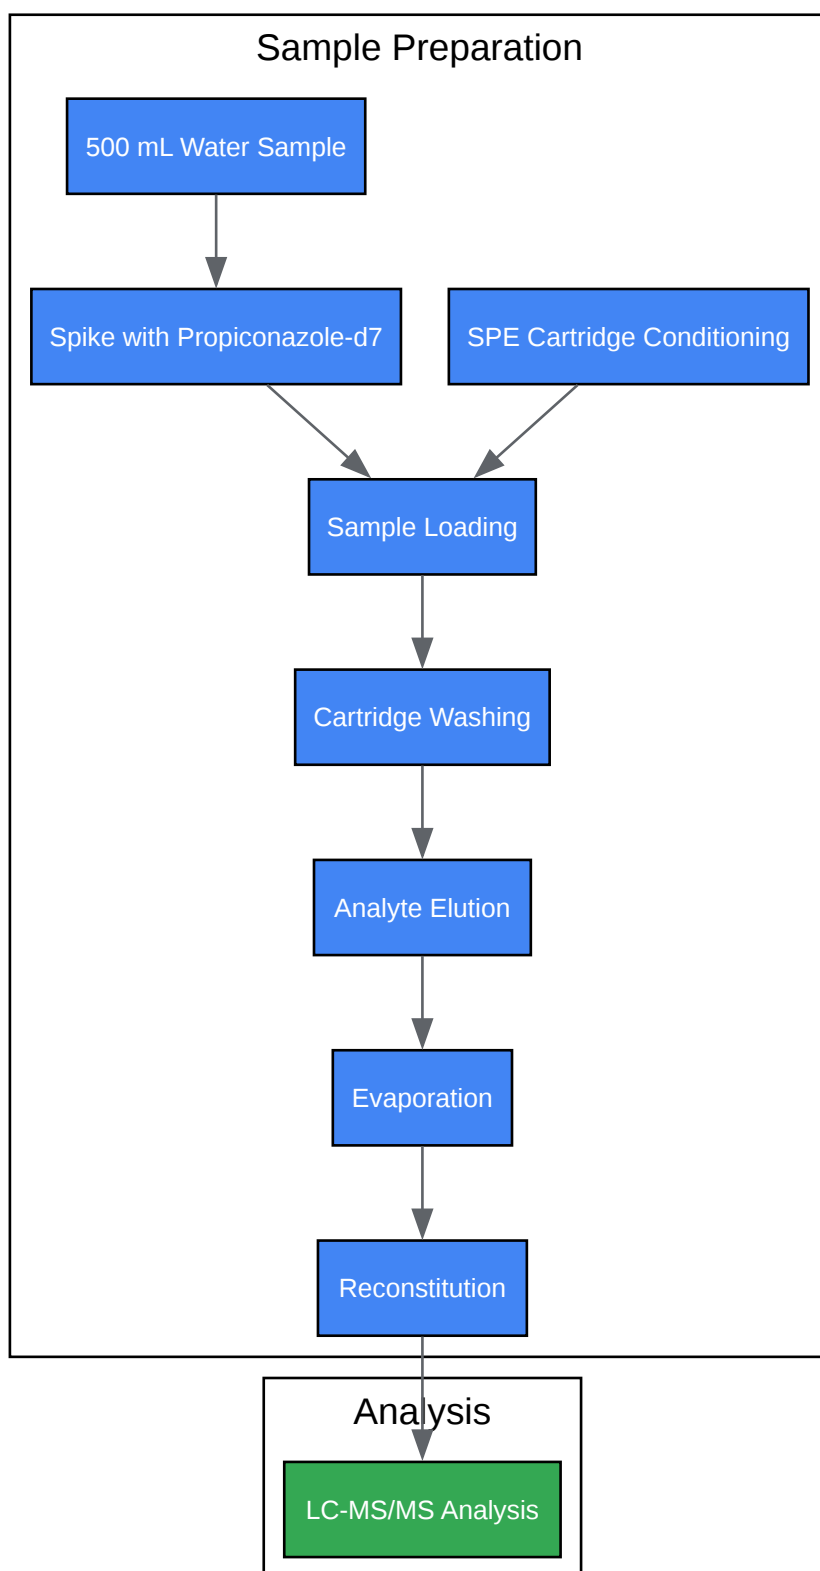 Sample Preparation
500 mL Water Sample
Spike with Propiconazole-d7
SPE Cartridge Conditioning
Sample Loading
Cartridge Washing
Analyte Elution
Evaporation
Reconstitution
Analysis
LC-MS/MS Analysis